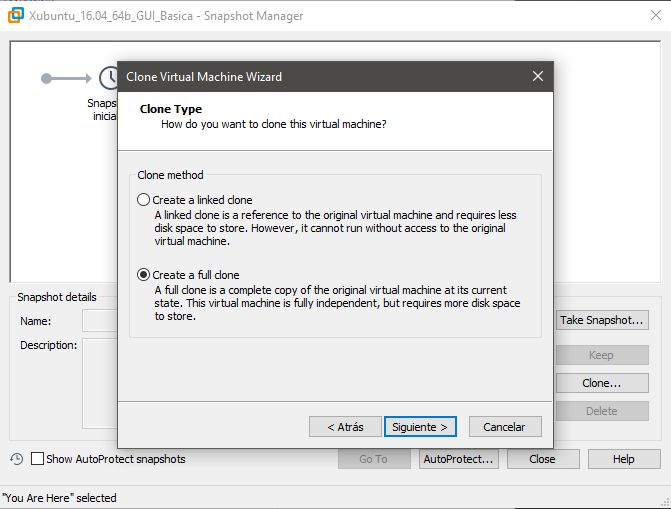 Xubuntu_16.04_64b_GUI_Basica - Snapshot Manager
Snaps
inicia
Clone Virtual Machine Wizard
Clone Type
How do you want to clone this virtual machine?
Clone method
Create a linked clone
A linked clone is a reference to the original virtual machine and requires less
disk space to store. However, it cannot run without access to the original
virtual machine.
Create a full clone
A full clone is a complete copy of the original virtual machine at its current
state. This virtual machine is fully independent, but requires more disk space
to store.
< Atrás
Siguiente >
Cancelar
Snapshot details
Name:
Description:
Take Snapshot...
Keep
Clone...
Delete
Show AutoProtect snapshots
Go To
AutoProtect...
Close
Help
"You Are Here" selected